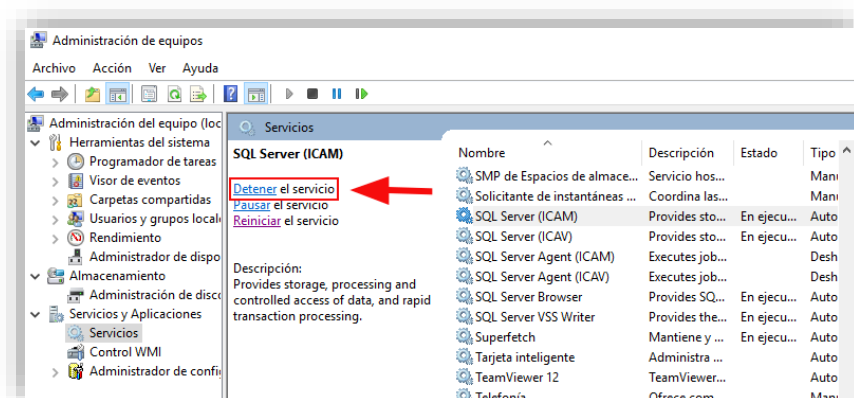 Administración de equipos
Archivo Acción Ver Ayuda
Administración del equipo (loc
Herramientas del sistema
Programador de tareas
Visor de eventos
Carpetas compartidas
Usuarios y grupos local
Rendimiento
Administrador de dispo
Almacenamiento
Administración de disc
Servicios y Aplicaciones
Servicios
Control WMI
Administrador de confi
Servicios
SQL Server (ICAM)
Detener el servicio
Pausar el servicio
Reiniciar el servicio
Descripción:
Provides storage, processing and
controlled access of data, and rapid
transaction processing.
Nombre Descripción Estado Tipo
SMP de Espacios de almace... Servicio hos... Manu
Solicitante de instantáneas ... Coordina las... Manu
SQL Server (ICAM) Provides sto... En ejecu... Auto
SQL Server (ICAV) Provides sto... En ejecu... Auto
SQL Server Agent (ICAM) Executes job... Desh
SQL Server Agent (ICAV) Executes job... Desh
SQL Server Browser Provides SQ... En ejecu... Auto
SQL Server VSS Writer Provides the... En ejecu... Auto
Superfetch Mantiene y ... En ejecu... Auto
Tarjeta inteligente Administra ... Auto
TeamViewer 12 TeamViewer... Auto
Telefonía Ofrece com... Manu